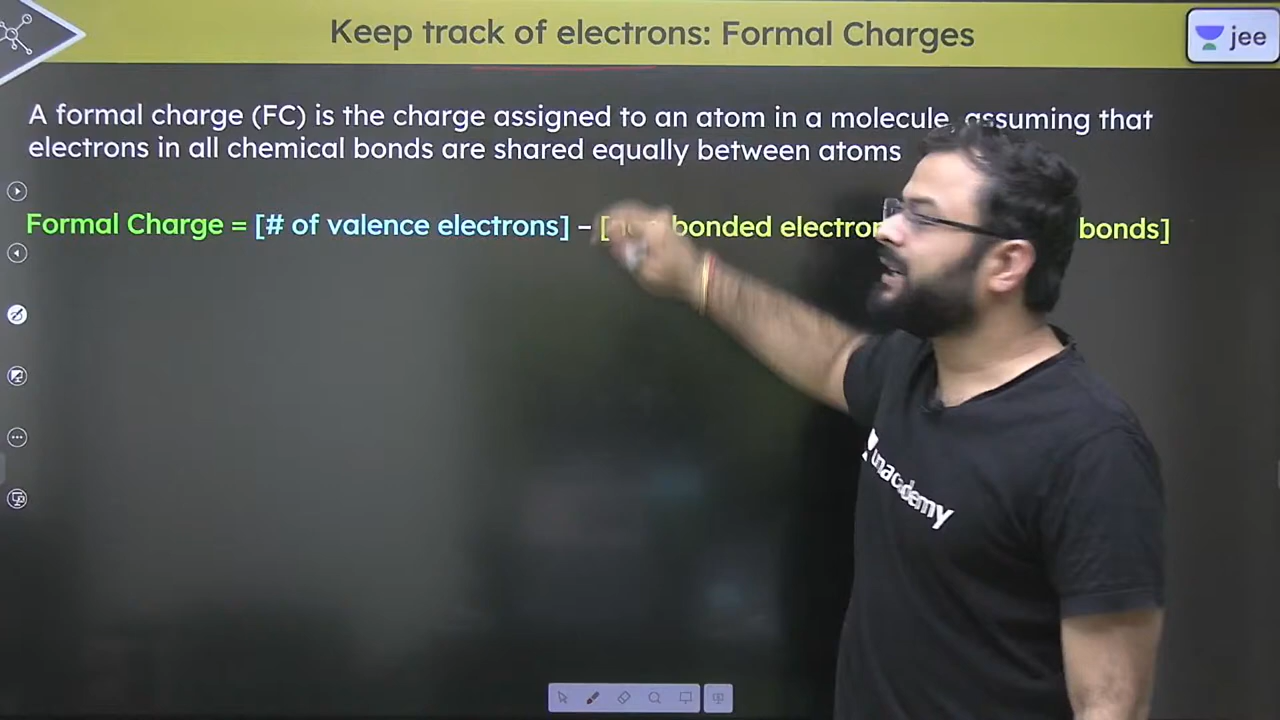 Keep track of electrons: Formal Charges
jee
A formal charge (FC) is the charge assigned to an atom in a molecule, assuming that
electrons in all chemical bonds are shared equally between atoms
Formal Charge = [# of valence electrons] – [ bonded electron bonds]
unacademy